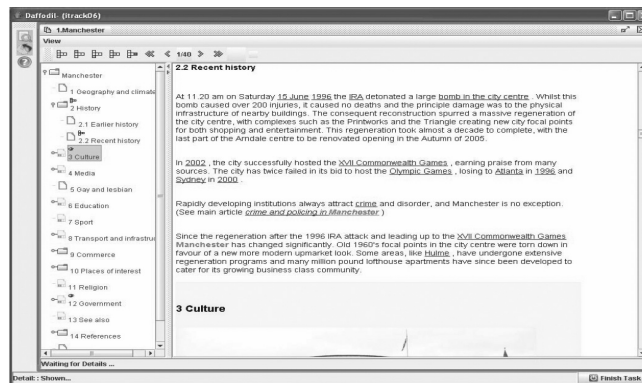 Daffodil- (itrack06)
1.Manchester
View
1/40
Manchester
1 Geography and climate
2 History
2.1 Earlier history
2.2 Recent history
3 Culture
4 Media
5 Gay and lesbian
6 Education
7 Sport
8 Transport and infrastruc
9 Commerce
10 Places of interest
11 Religion
12 Government
13 See also
14 References
2.2 Recent history
At 11.20 am on Saturday 15 June 1996 the IRA detonated a large bomb in the city centre . Whilst this
bomb caused over 200 injuries, it caused no deaths and the principle damage was to the physical
infrastructure of nearby buildings. The consequent reconstruction spurred a massive regeneration of
the city centre, with complexes such as the Printworks and the Triangle creating new city focal points
for both shopping and entertainment. This regeneration took almost a decade to complete, with the
last part of the Arndale centre to be renovated opening in the Autumn of 2005.
In 2002 , the city successfully hosted the XVII Commonwealth Games , earning praise from many
sources. The city has twice failed in its bid to host the Olympic Games , losing to Atlanta in 1996 and
Sydney in 2000 .
Rapidly developing institutions always attract crime and disorder, and Manchester is no exception.
(See main article crime and policing in Manchester )
Since the regeneration after the 1996 IRA attack and leading up to the XVII Commonwealth Games
Manchester has changed significantly. Old 1960's focal points in the city centre were torn down in
favour of a new more modern upmarket look. Some areas, like Hulme , have undergone extensive
regeneration programs and many million pound lofthouse apartments have since been developed to
cater for its growing business class community.
3 Culture
Waiting for Details ...
Detail: : Shown...
Finish Task